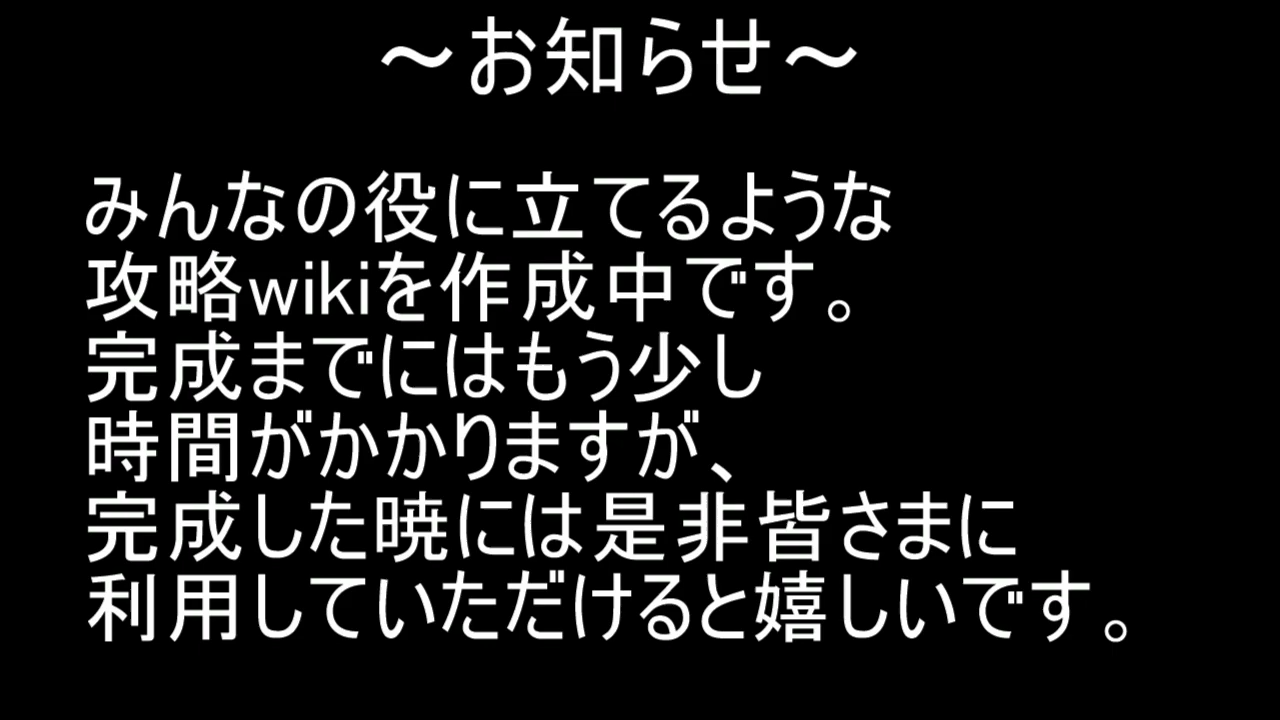 ～お知らせ～
みんなの役に立てるような
攻略wikiを作成中です。
完成までにはもう少し
時間がかかりますが、
完成した暁には是非皆さまに
利用していただけると嬉しいです。